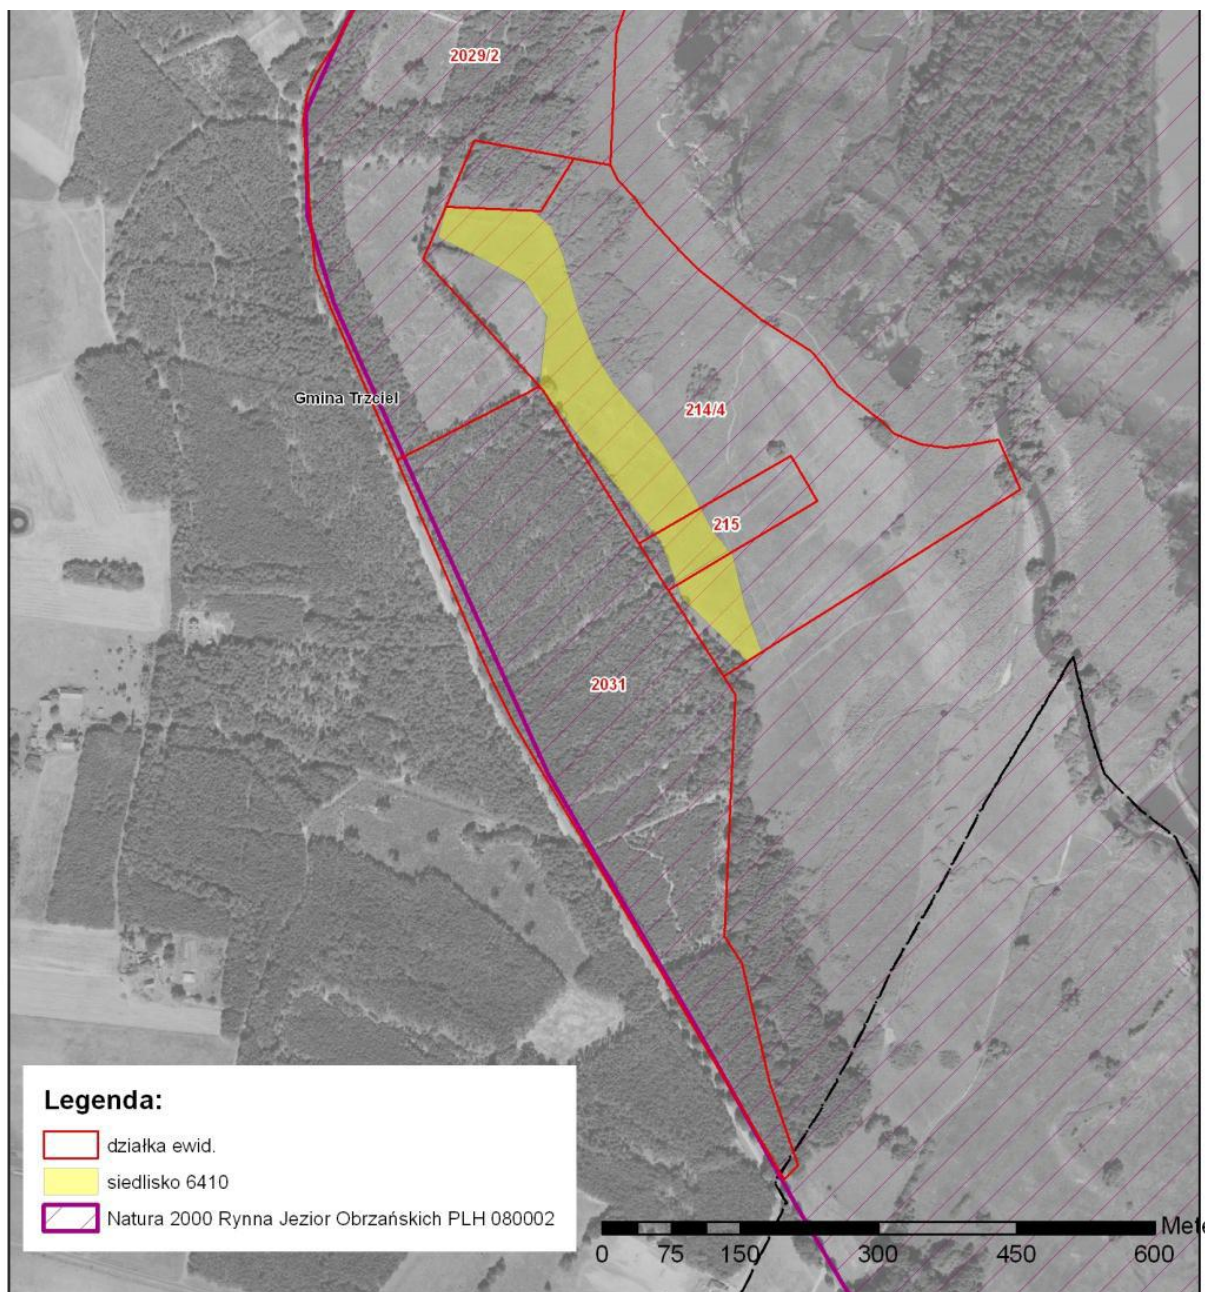 2029/2
Gmina Trzciel
214/4
215
2031
Legenda:
działka ewid.
siedlisko 6410
Natura 2000 Rynna Jezior Obrzańskich PLH 080002
Mete
0 75 150 300 450 600